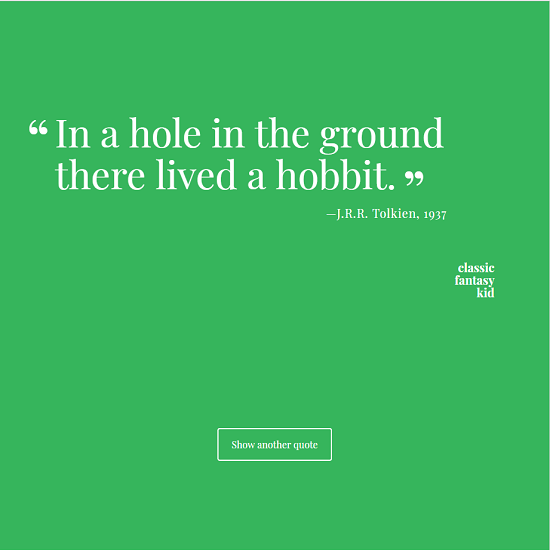 “ In a hole in the ground
there lived a hobbit. ”
—J.R.R. Tolkien, 1937
classic
fantasy
kid
Show another quote